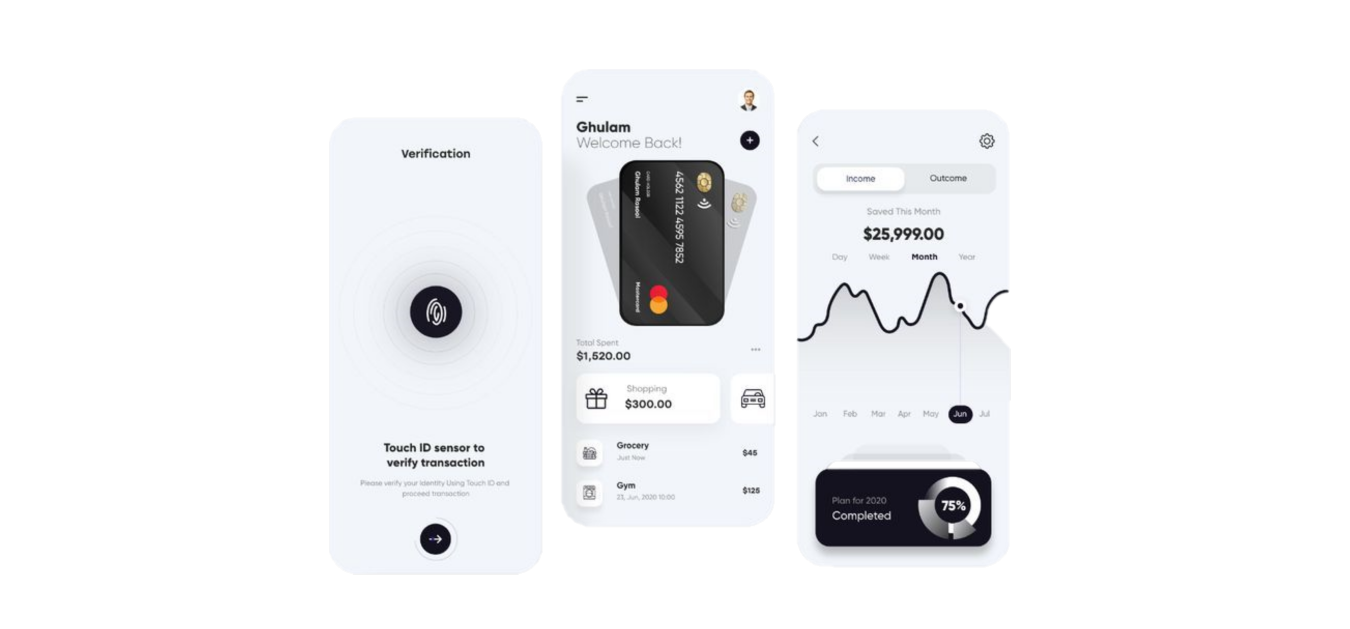 Verification
Touch ID sensor to
verify transaction
Please verify your Identity Using Touch ID and
proceed transaction
Ghulam
Welcome Back!
4562 1122 4595 7852
CARD HOLDER
Ghulam Rasool
Mastercard
Total Spent
$1,520.00
Shopping
$300.00
Grocery
Just Now
$45
Gym
23, Jun, 2020 10:00
$125
Income
Outcome
Saved This Month
$25,999.00
Day Week Month Year
Jan Feb Mar Apr May Jun Jul
Plan for 2020
Completed
75%